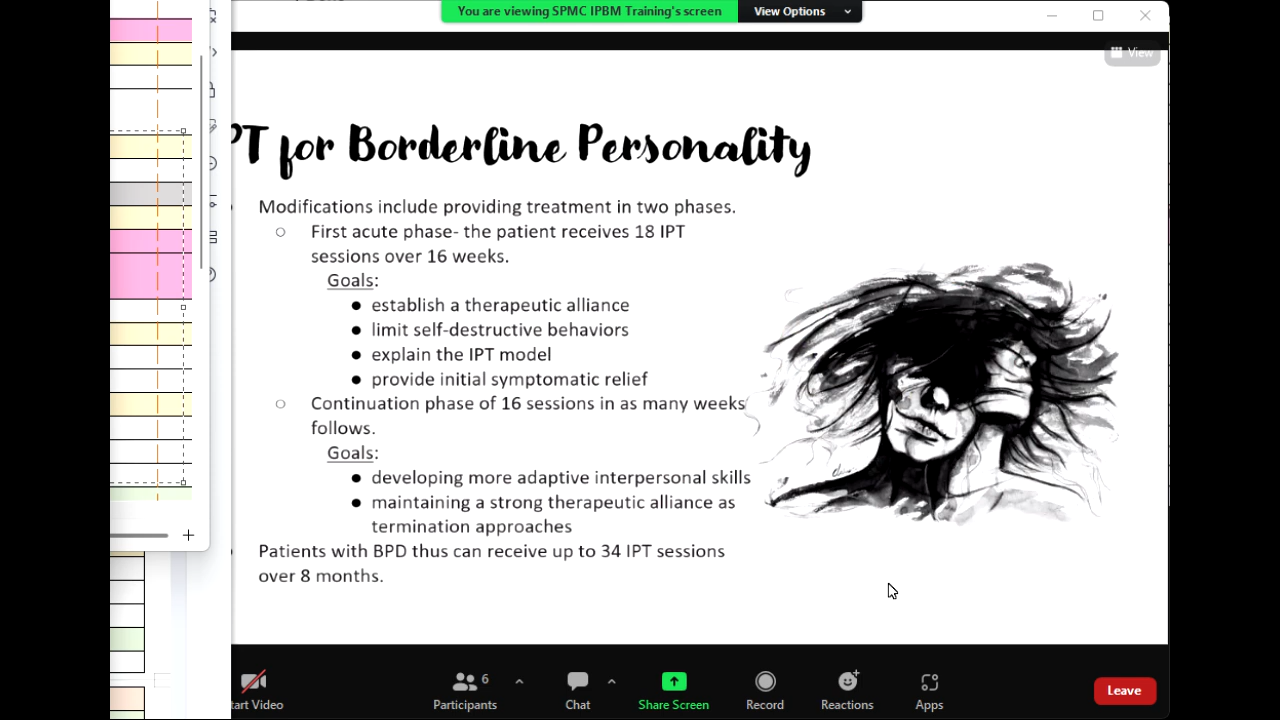 You are viewing SPMC IPBM Training's screen
View Options
View
PT for Borderline Personality
Modifications include providing treatment in two phases.
First acute phase- the patient receives 18 IPT
sessions over 16 weeks.
Goals:
establish a therapeutic alliance
limit self-destructive behaviors
explain the IPT model
provide initial symptomatic relief
Continuation phase of 16 sessions in as many weeks
follows.
Goals:
developing more adaptive interpersonal skills
maintaining a strong therapeutic alliance as
termination approaches
Patients with BPD thus can receive up to 34 IPT sessions
over 8 months.
tart Video
6
Participants
Chat
Share Screen
Record
Reactions
Apps
Leave